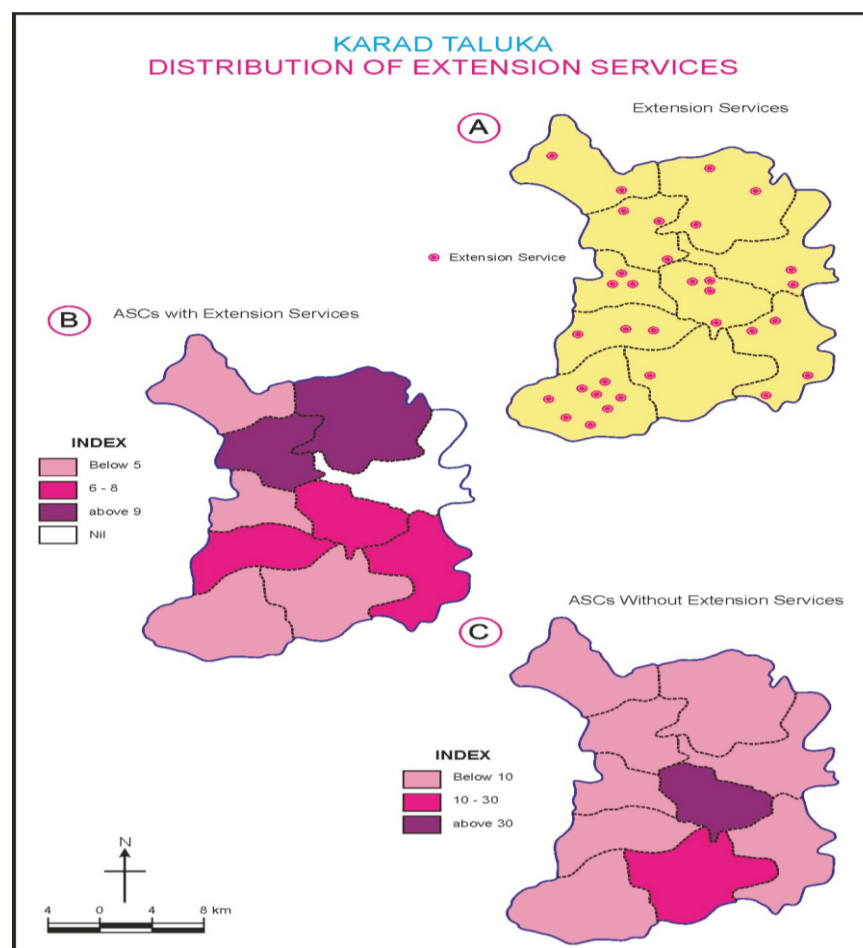 KARAD TALUKA
DISTRIBUTION OF EXTENSION SERVICES
Extension Services
A
Extension Service
B
ASCs with Extension Services
INDEX
Below 5
6 - 8
above 9
Nil
ASCs Without Extension Services
C
INDEX
Below 10
10 - 30
above 30
N
4 0 4 8 km